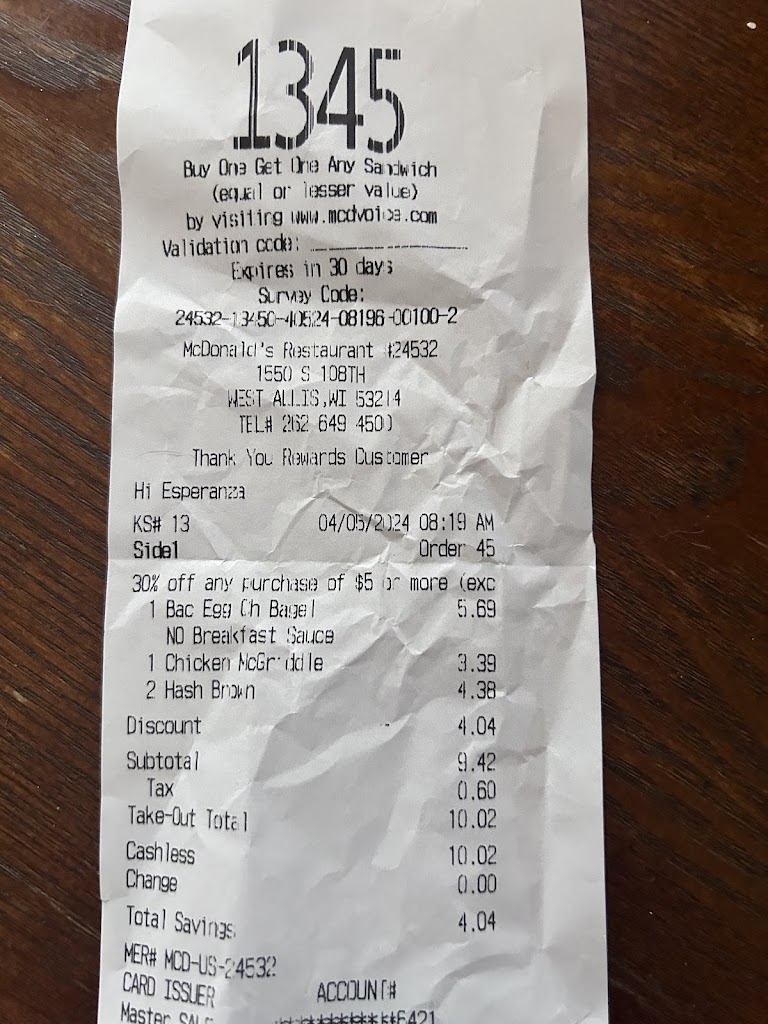 1345
Buy One Get One Any Sandwich
(equal or lesser value)
by visiting www.mcdvoice.com
Validation code: ________________
Expires in 30 days
Survey Code:
24532-13450-40524-08196-00100-2
McDonald's Restaurant #24532
1550 S 108TH
WEST ALLIS,WI 53214
TEL# 262 649 4500
Thank You Rewards Customer
Hi Esperanza
KS# 13 04/05/2024 08:19 AM
Side1 Order 45
30% off any purchase of $5 or more (exc
1 Bac Egg Ch Bagel 5.69
NO Breakfast Sauce
1 Chicken McGriddle 3.39
2 Hash Brown 4.38
Discount 4.04
Subtotal 9.42
Tax 0.60
Take-Out Total 10.02
Cashless 10.02
Change 0.00
Total Savings 4.04
MER# MCD-US-24532
CARD ISSUER ACCOUNT#
Master SALE ************6421